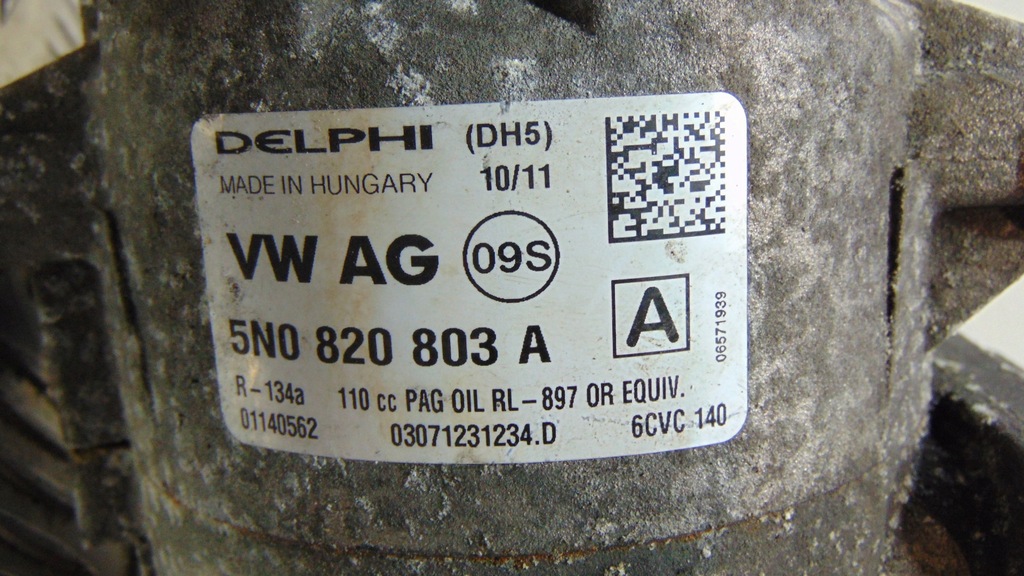 DELPHI (DH5)
MADE IN HUNGARY 10/11
VW AG 09S
5N0 820 803 A A
06571939
R-134a 110 cc PAG OIL RL-897 OR EQUIV.
01140562 03071231234.D 6CVC 140